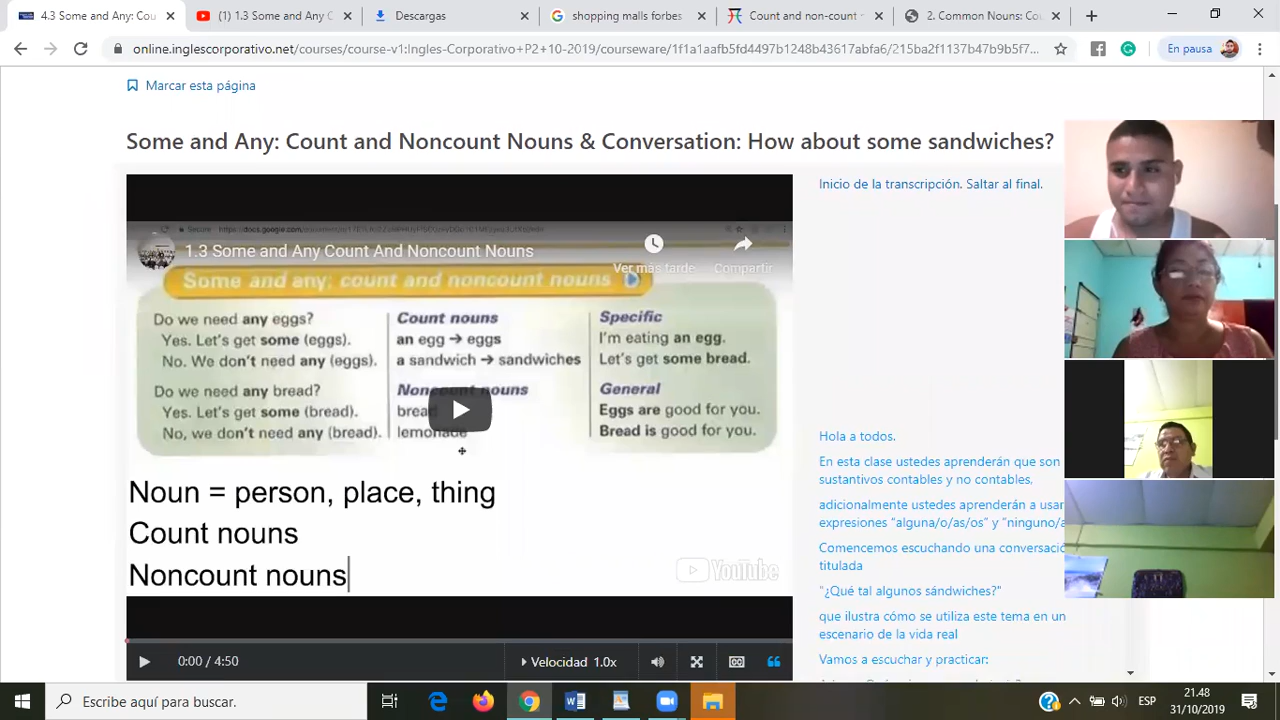 4.3 Some and Any: Cou
(1) 1.3 Some and Any C
Descargas
shopping malls forbes
Count and non-count
2. Common Nouns: Co
online.inglescorporativo.net/courses/course-v1:Ingles-Corporativo+P2+10-2019/courseware/1f1a1aafb5fd4497b1248b43617abfa6/215ba2f1137b47b9b5f7...
En pausa
Marcar esta página
Some and Any: Count and Noncount Nouns & Conversation: How about some sandwiches?
Inicio de la transcripción. Saltar al final.
1.3 Some and Any Count And Noncount Nouns
Ver más tarde
Compartir
Some and any; count and noncount nouns
Do we need any eggs?
Yes. Let's get some (eggs).
No. We don't need any (eggs).
Do we need any bread?
Yes. Let's get some (bread).
No, we don't need any (bread).
Count nouns
an egg → eggs
a sandwich → sandwiches
Noncount nouns
bread
lemonade
Specific
I'm eating an egg.
Let's get some bread.
General
Eggs are good for you.
Bread is good for you.
Noun = person, place, thing
Count nouns
Noncount nouns
YouTube
0:00 / 4:50
Velocidad 1.0x
Hola a todos.
En esta clase ustedes aprenderán que son
sustantivos contables y no contables,
adicionalmente ustedes aprenderán a usar
expresiones "alguna/o/as/os" y "ninguno/a
Comencemos escuchando una conversació
titulada
"¿Qué tal algunos sándwiches?"
que ilustra cómo se utiliza este tema en un
escenario de la vida real
Vamos a escuchar y practicar:
Escribe aquí para buscar.
ESP
21.48
31/10/2019